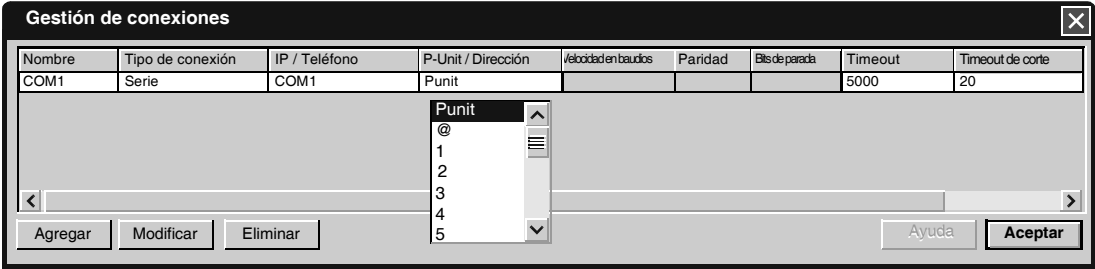 Gestión de conexiones
Nombre Tipo de conexión IP / Teléfono P-Unit / Dirección Velocidad en baudios Paridad Bits de parada Timeout Timeout de corte
COM1 Serie COM1 Punit 5000 20
Punit
@
1
2
3
4
5
Agregar Modificar Eliminar Ayuda Aceptar